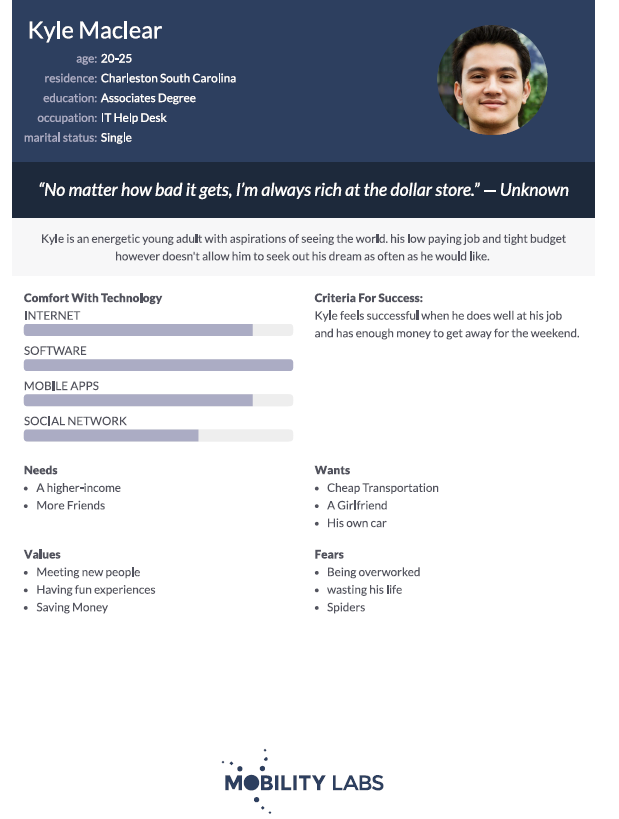 Kyle Maclear
age: 20-25
residence: Charleston South Carolina
education: Associates Degree
occupation: IT Help Desk
marital status: Single
“No matter how bad it gets, I’m always rich at the dollar store.” — Unknown
Kyle is an energetic young adult with aspirations of seeing the world. his low paying job and tight budget
however doesn't allow him to seek out his dream as often as he would like.
Comfort With Technology
INTERNET
SOFTWARE
MOBILE APPS
SOCIAL NETWORK
Criteria For Success:
Kyle feels successful when he does well at his job
and has enough money to get away for the weekend.
Needs
• A higher-income
• More Friends
Wants
• Cheap Transportation
• A Girlfriend
• His own car
Values
• Meeting new people
• Having fun experiences
• Saving Money
Fears
• Being overworked
• wasting his life
• Spiders
MOBILITY LABS